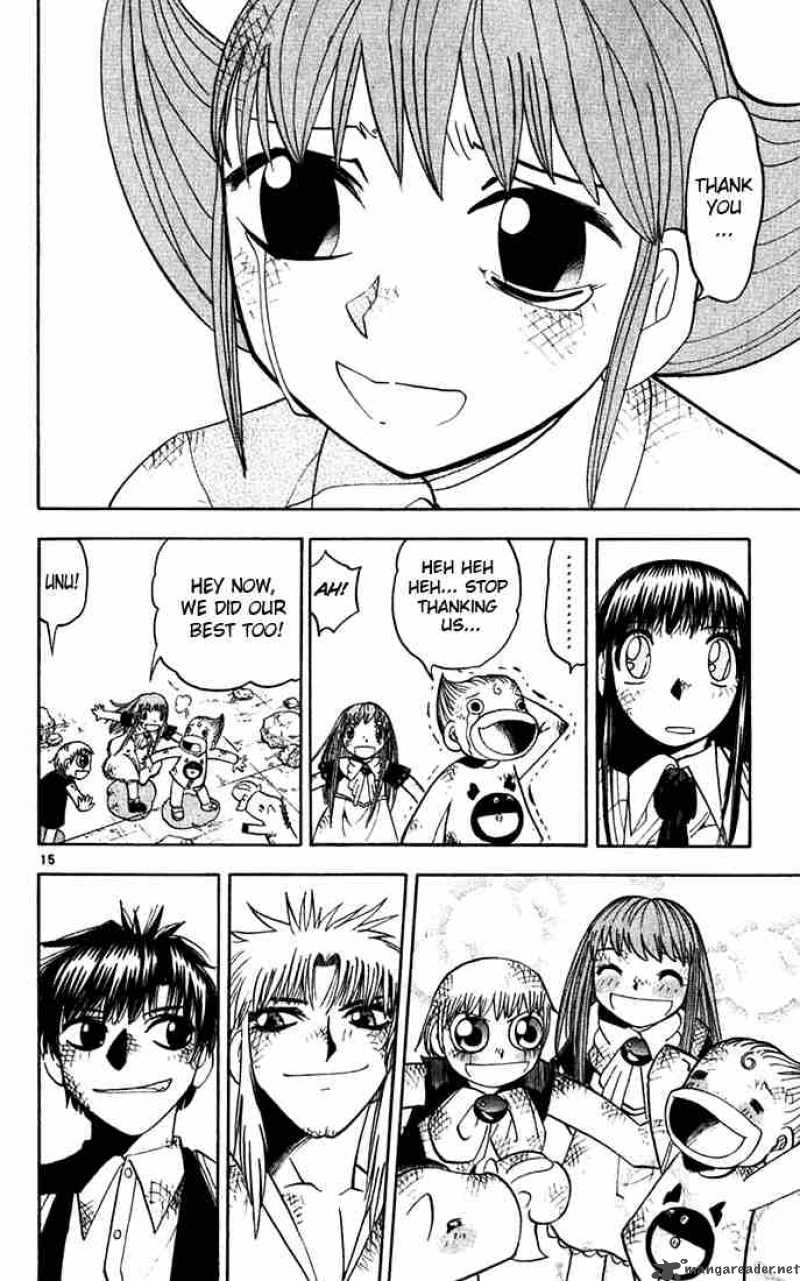 THANK
YOU
...
.........
HEH HEH
HEH... STOP
THANKING
US...
AH!
HEY NOW,
WE DID OUR
BEST TOO!
UNU!
15
mangareader.net